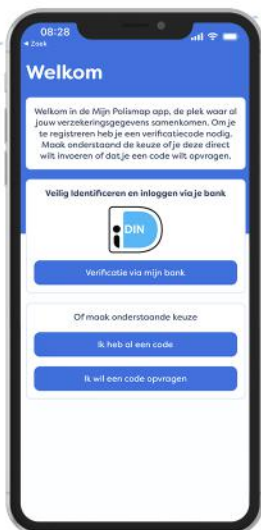 08:28
◂ Zoek
Welkom
Welkom in de Mijn Polismap app, de plek waar al
jouw verzekeringsgegevens samenkomen. Om je
te registreren heb je een verificatiecode nodig.
Maak onderstaand de keuze of je deze direct
wilt invoeren of dat je een code wilt opvragen.
Veilig Identificeren en inloggen via je bank
iDIN
Verificatie via mijn bank
Of maak onderstaande keuze
Ik heb al een code
Ik wil een code opvragen